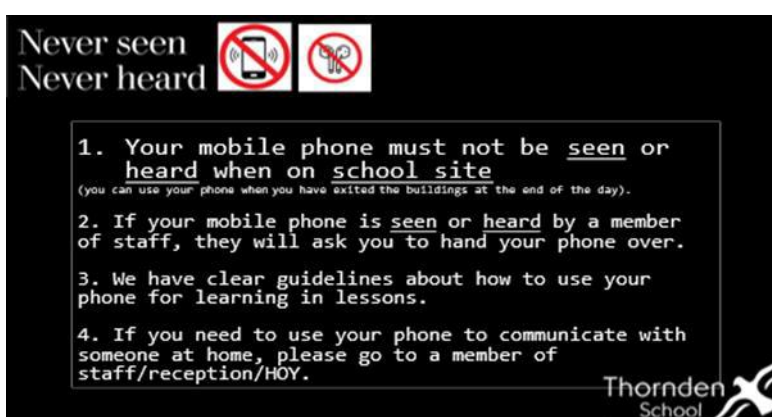 Never seen
Never heard
1. Your mobile phone must not be seen or
heard when on school site
(you can use your phone when you have exited the buildings at the end of the day).
2. If your mobile phone is seen or heard by a member
of staff, they will ask you to hand your phone over.
3. We have clear guidelines about how to use your
phone for learning in lessons.
4. If you need to use your phone to communicate with
someone at home, please go to a member of
staff/reception/HOY.
Thornden
School